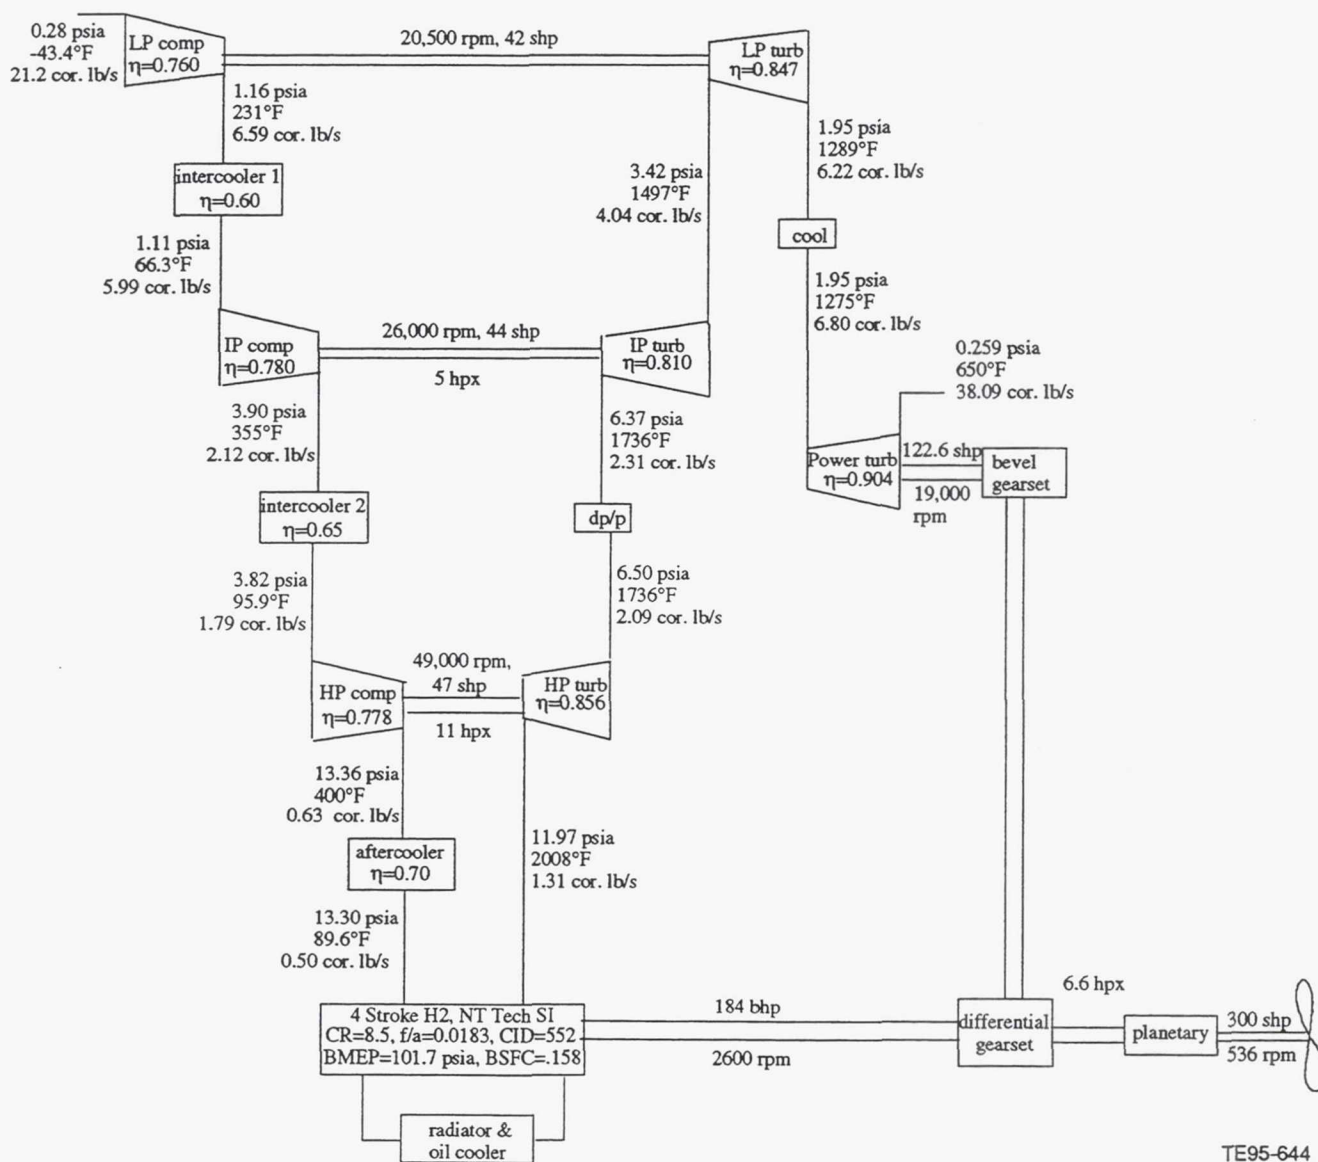 0.28 psia
-43.4°F
21.2 cor. lb/s
LP comp
η=0.760
20,500 rpm, 42 shp
LP turb
η=0.847
1.16 psia
231°F
6.59 cor. lb/s
intercooler 1
η=0.60
1.11 psia
66.3°F
5.99 cor. lb/s
3.42 psia
1497°F
4.04 cor. lb/s
1.95 psia
1289°F
6.22 cor. lb/s
cool
1.95 psia
1275°F
6.80 cor. lb/s
IP comp
η=0.780
26,000 rpm, 44 shp
5 hpx
IP turb
η=0.810
0.259 psia
650°F
38.09 cor. lb/s
3.90 psia
355°F
2.12 cor. lb/s
6.37 psia
1736°F
2.31 cor. lb/s
Power turb
η=0.904
122.6 shp
19,000
rpm
bevel
gearset
intercooler 2
η=0.65
dp/p
3.82 psia
95.9°F
1.79 cor. lb/s
6.50 psia
1736°F
2.09 cor. lb/s
HP comp
η=0.778
49,000 rpm,
47 shp
11 hpx
HP turb
η=0.856
13.36 psia
400°F
0.63 cor. lb/s
aftercooler
η=0.70
11.97 psia
2008°F
1.31 cor. lb/s
13.30 psia
89.6°F
0.50 cor. lb/s
4 Stroke H2, NT Tech SI
CR=8.5, f/a=0.0183, CID=552
BMEP=101.7 psia, BSFC=.158
184 bhp
2600 rpm
differential
gearset
6.6 hpx
planetary
300 shp
536 rpm
radiator &
oil cooler
TE95-644